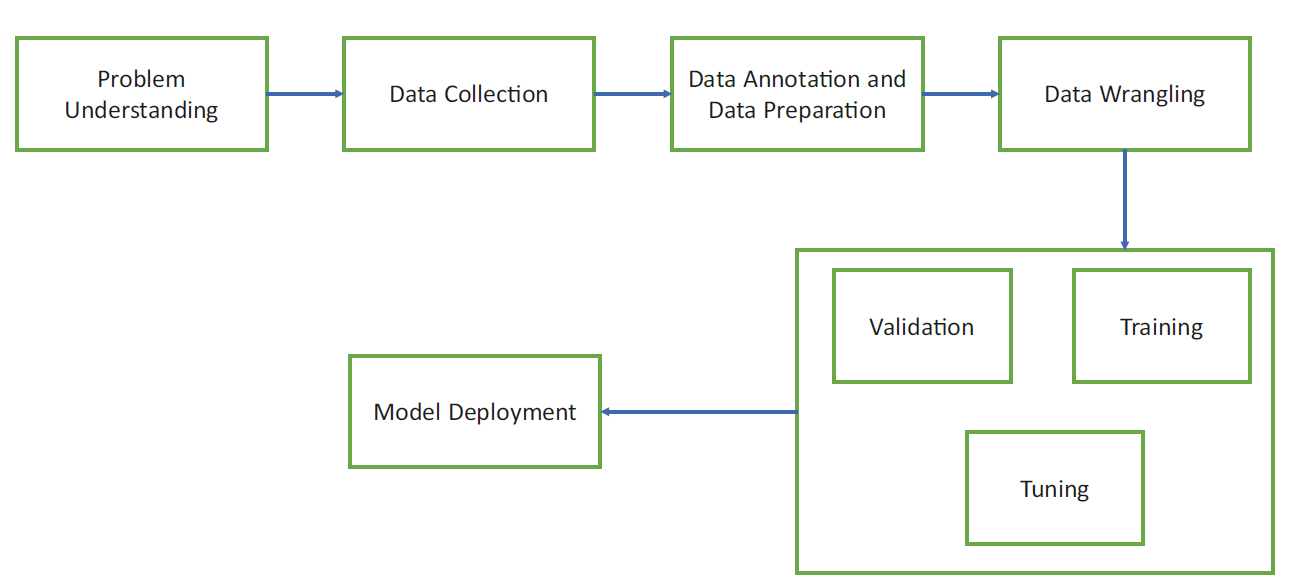 Problem
Understanding
Data Collection
Data Annotation and
Data Preparation
Data Wrangling
Validation
Training
Tuning
Model Deployment